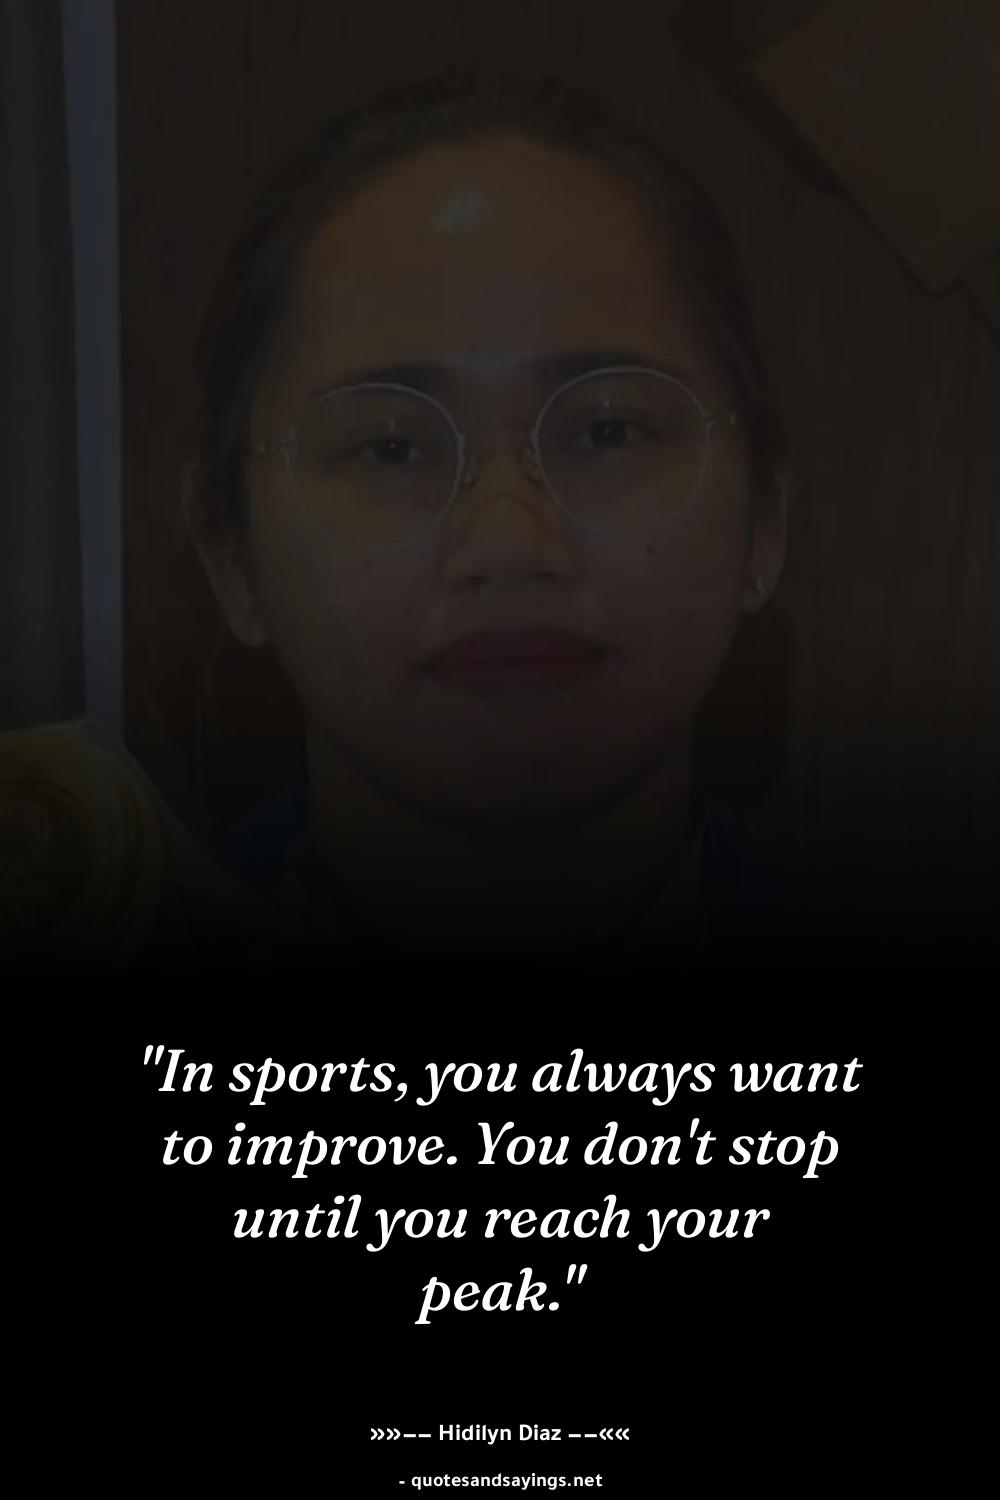 "In sports, you always want
to improve. You don't stop
until you reach your
peak."
»»−− Hidilyn Diaz −−««
- quotesandsayings.net